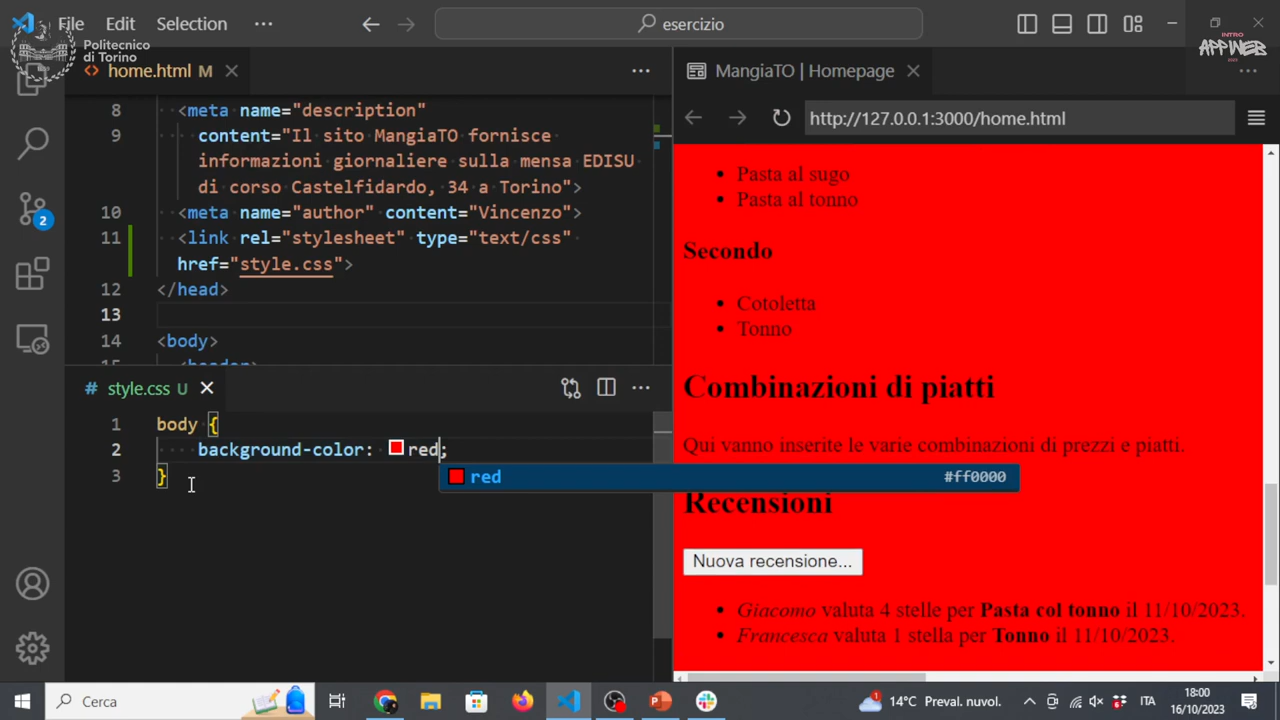 File Edit Selection ··· esercizio
Politecnico
di Torino
INTRO
APPWEB
home.html M
MangiaTO | Homepage
http://127.0.0.1:3000/home.html
8 <meta name="description"
9 content="Il sito MangiaTO fornisce
informazioni giornaliere sulla mensa EDISU
di corso Castelfidardo, 34 a Torino">
10 <meta name="author" content="Vincenzo">
11 <link rel="stylesheet" type="text/css"
href="style.css">
12 </head>
13
14 <body>
15 <header>
2
# style.css U
1 body {
2 background-color: red;
3 }
red #ff0000
Pasta al sugo
Pasta al tonno
Secondo
Cotoletta
Tonno
Combinazioni di piatti
Qui vanno inserite le varie combinazioni di prezzi e piatti.
Recensioni
Nuova recensione...
Giacomo valuta 4 stelle per Pasta col tonno il 11/10/2023.
Francesca valuta 1 stella per Tonno il 11/10/2023.
Cerca
1
14°C Preval. nuvol.
ITA
18:00
16/10/2023